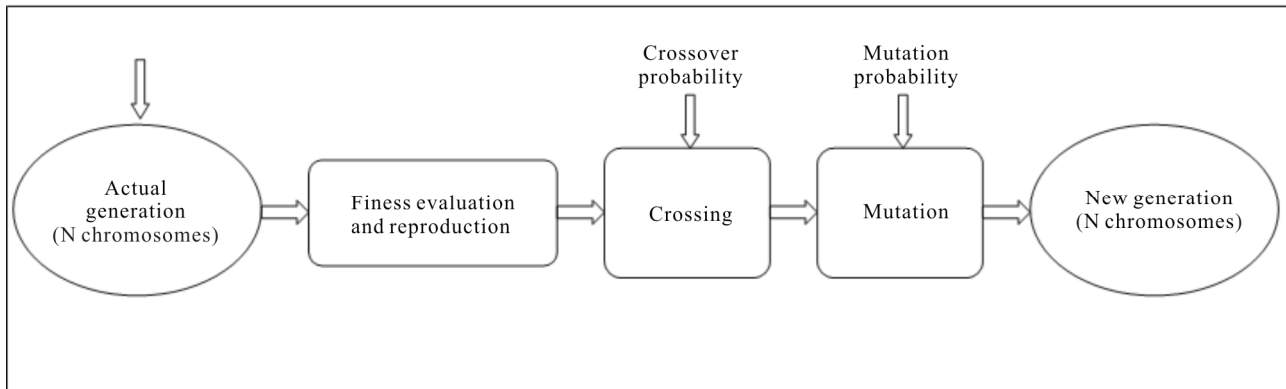 Crossover
probability
Mutation
probability
Actual
generation
(N chromosomes)
Finess evaluation
and reproduction
Crossing
Mutation
New generation
(N chromosomes)